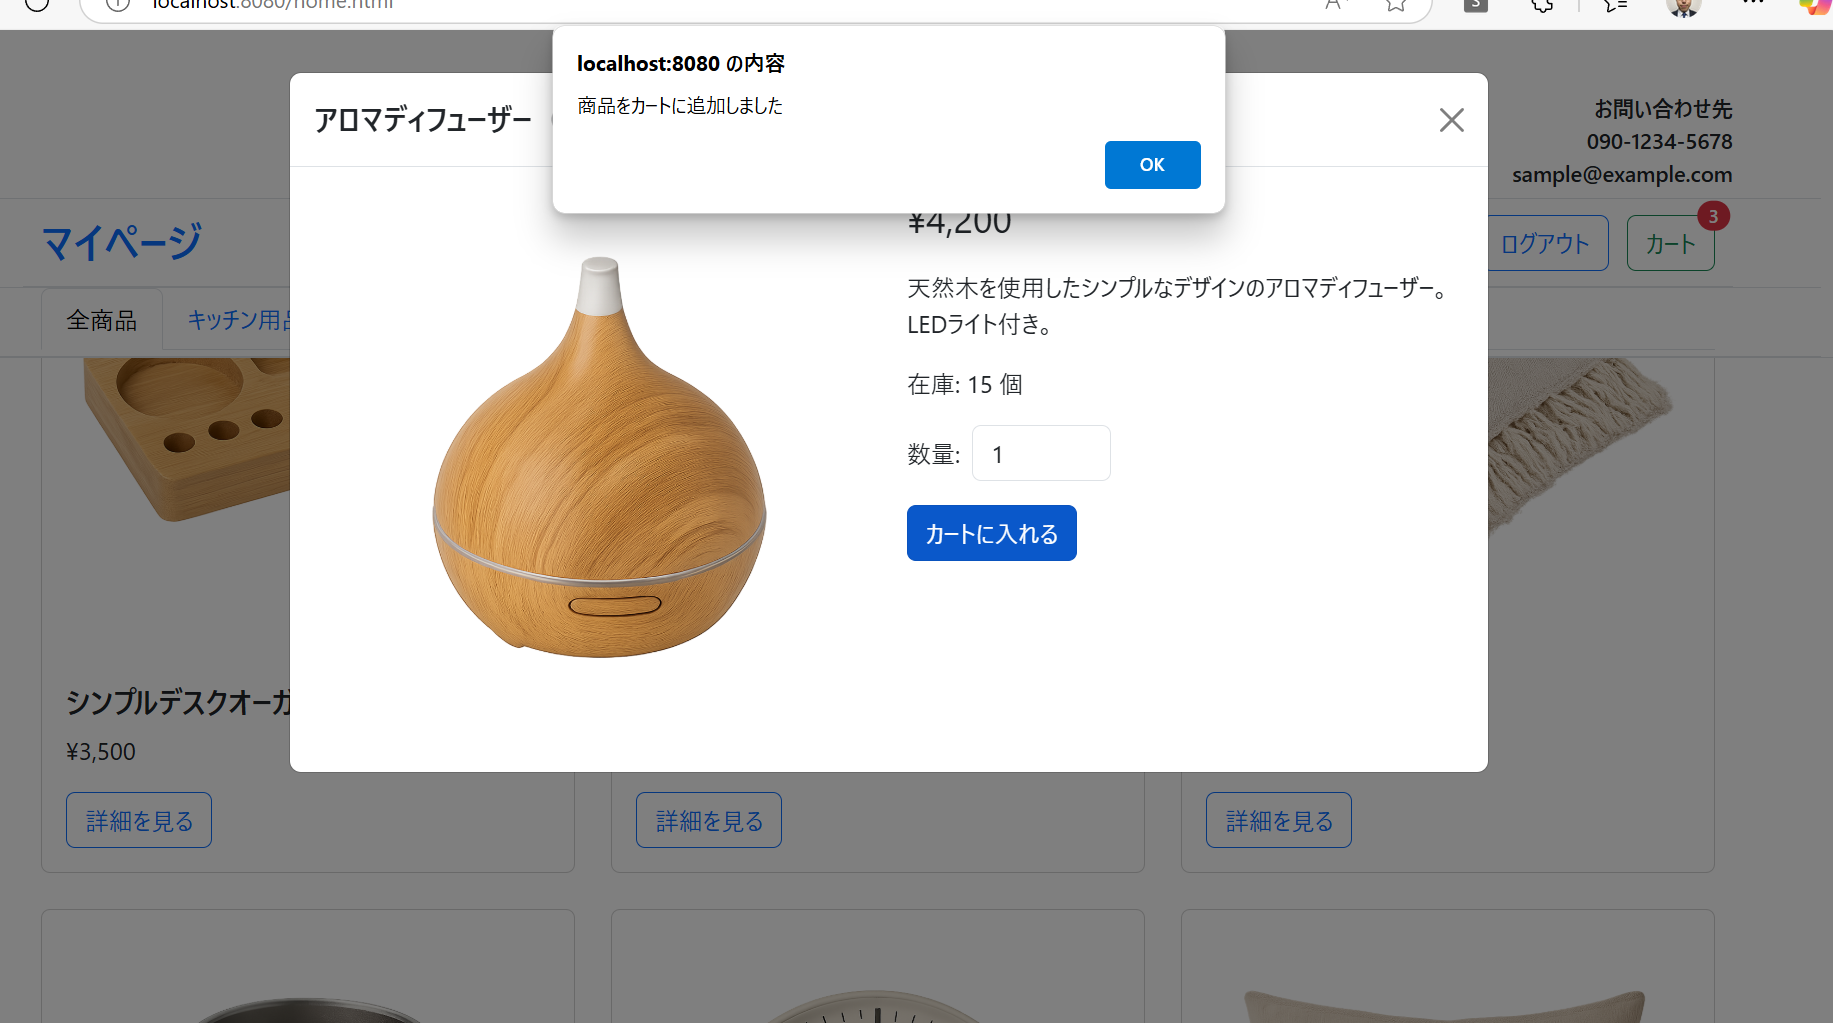 localhost:8080/home.html
localhost:8080 の内容
商品をカートに追加しました
OK
アロマディフューザー
お問い合わせ先
090-1234-5678
sample@example.com
マイページ
ログアウト
カート
3
全商品
キッチン用品
¥4,200
天然木を使用したシンプルなデザインのアロマディフューザー。
LEDライト付き。
在庫: 15 個
数量: 1
カートに入れる
シンプルデスクオーガ
¥3,500
詳細を見る
詳細を見る
詳細を見る